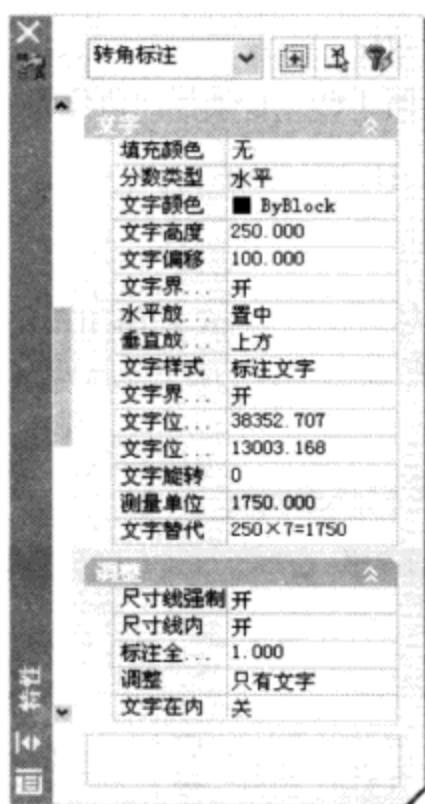 转角标注
文字
填充颜色 无
分数类型 水平
文字颜色 ByBlock
文字高度 250.000
文字偏移 100.000
文字界... 开
水平放... 置中
垂直放... 上方
文字样式 标注文字
文字界... 开
文字位... 38352.707
文字位... 13003.168
文字旋转 0
测量单位 1750.000
文字替代 250×7=1750
调整
尺寸线强制 开
尺寸线内 开
标注全... 1.000
调整 只有文字
文字在内 关
特性